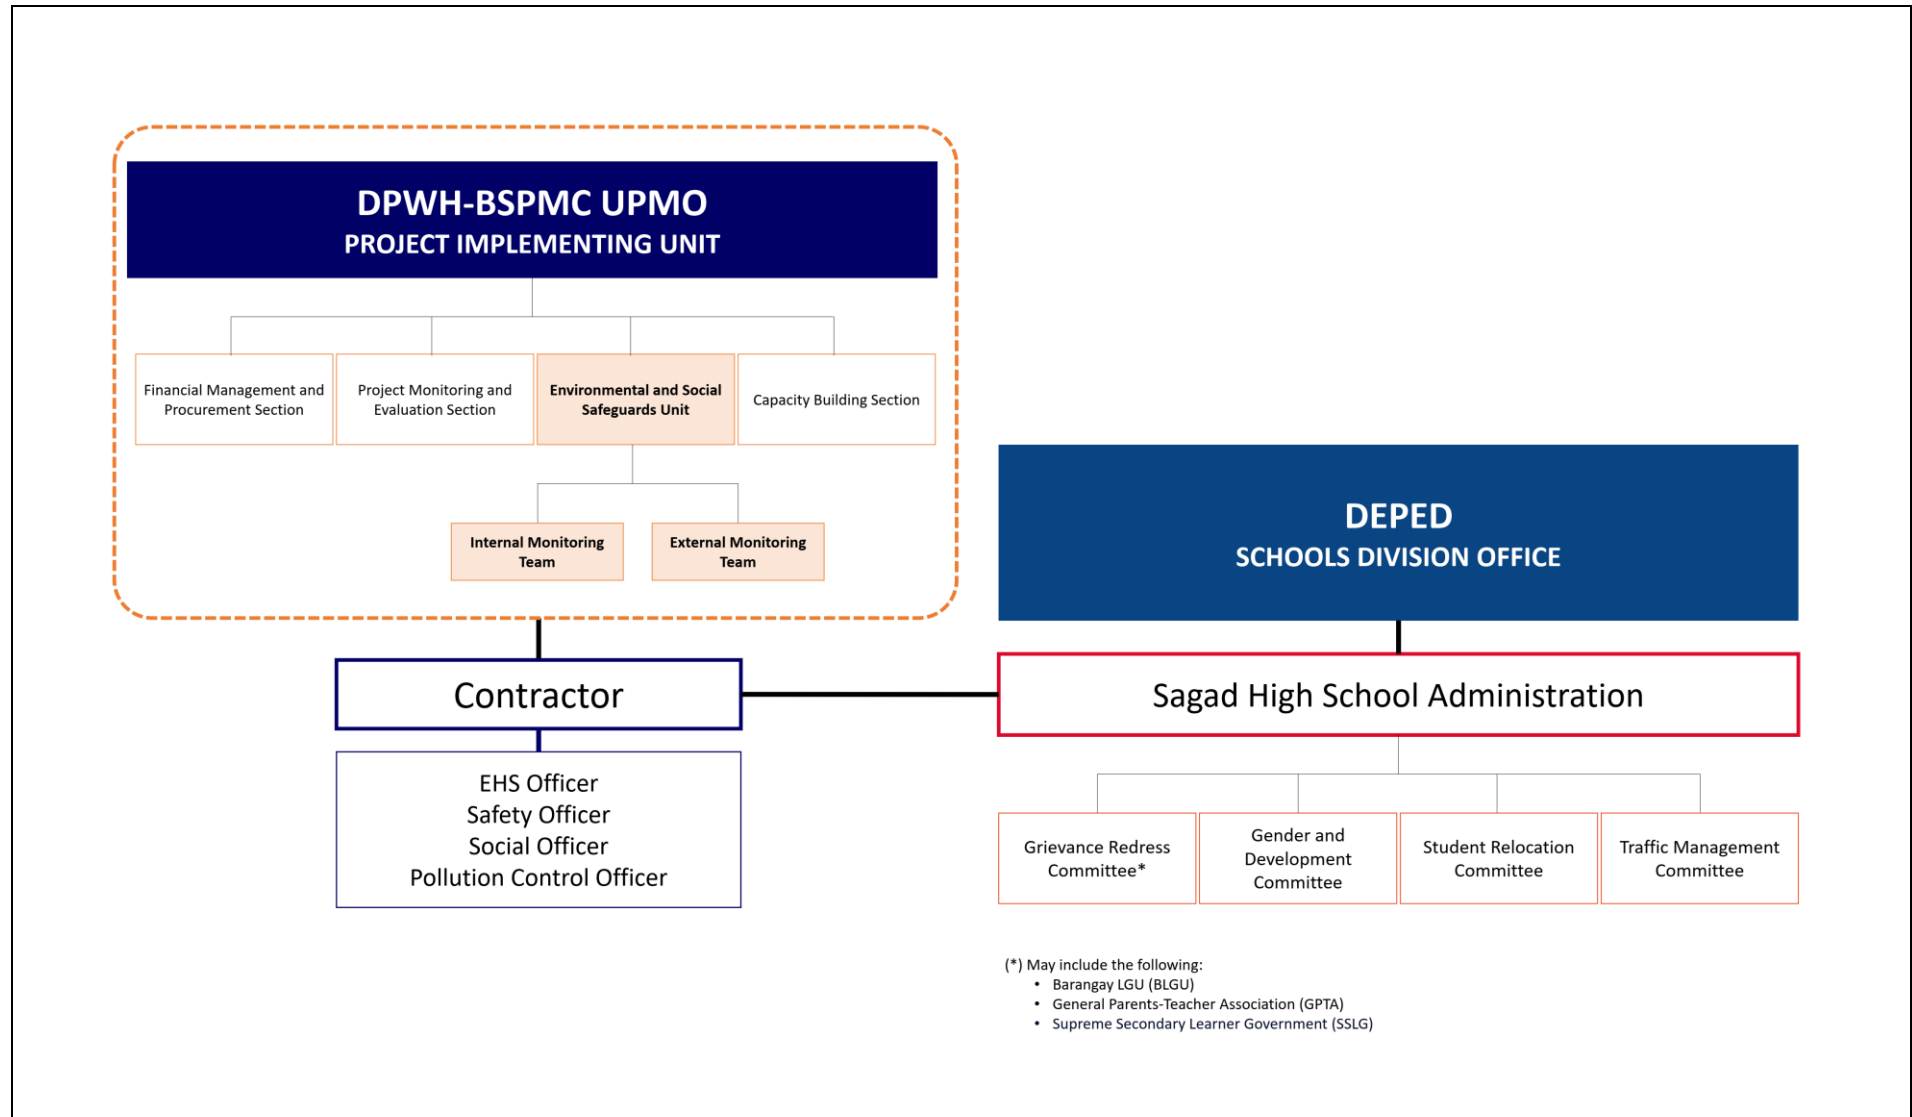 DPWH-BSPMC UPMO
PROJECT IMPLEMENTING UNIT
Financial Management and
Procurement Section
Project Monitoring and
Evaluation Section
Environmental and Social
Safeguards Unit
Capacity Building Section
Internal Monitoring
Team
External Monitoring
Team
Contractor
EHS Officer
Safety Officer
Social Officer
Pollution Control Officer
DEPED
SCHOOLS DIVISION OFFICE
Sagad High School Administration
Grievance Redress
Committee*
Gender and
Development
Committee
Student Relocation
Committee
Traffic Management
Committee
(*) May include the following:
• Barangay LGU (BLGU)
• General Parents-Teacher Association (GPTA)
• Supreme Secondary Learner Government (SSLG)